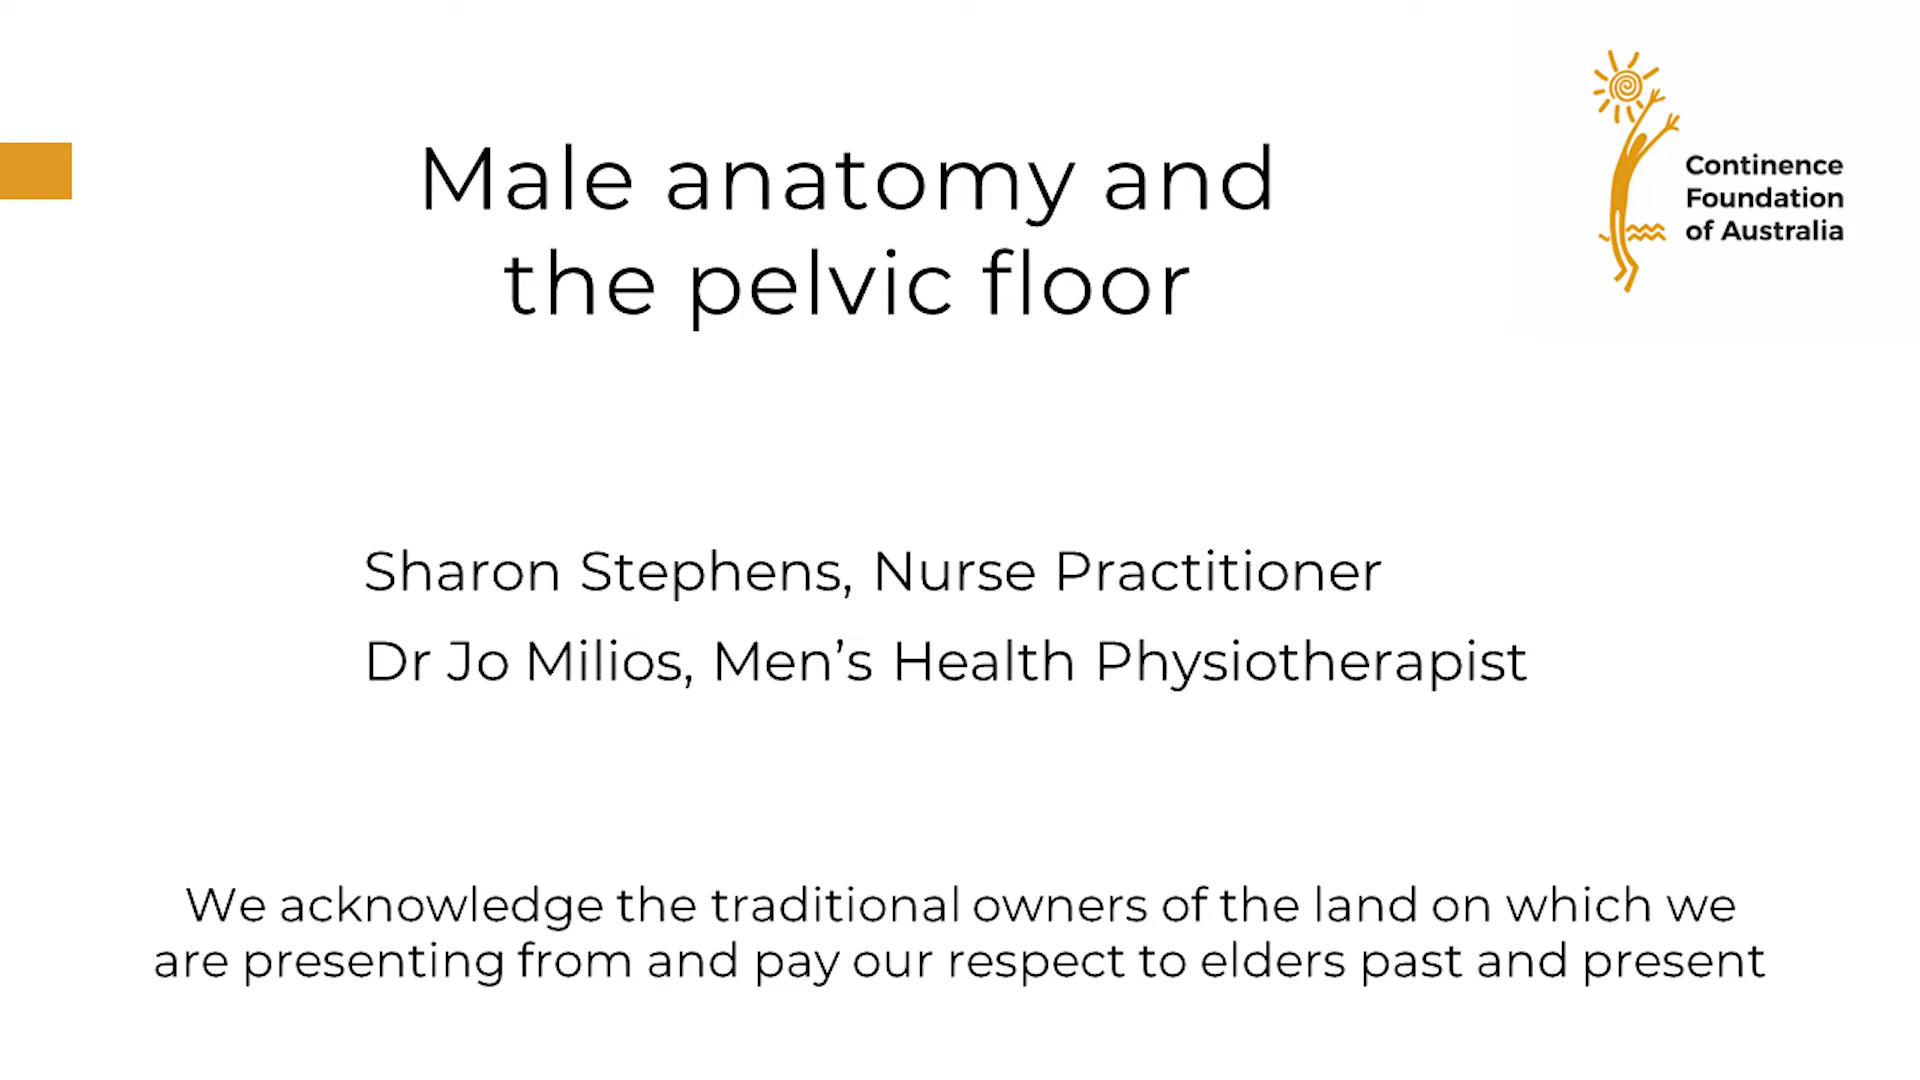 Male anatomy and
the pelvic floor
Continence
Foundation
of Australia
Sharon Stephens, Nurse Practitioner
Dr Jo Milios, Men’s Health Physiotherapist
We acknowledge the traditional owners of the land on which we
are presenting from and pay our respect to elders past and present